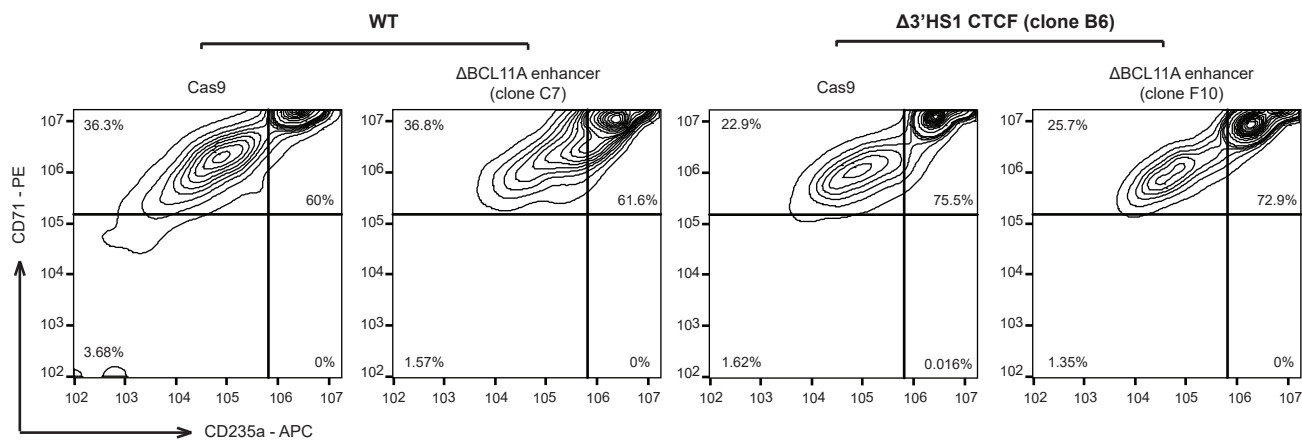 WT
Δ3'HS1 CTCF (clone B6)
Cas9
ΔBCL11A enhancer
(clone C7)
Cas9
ΔBCL11A enhancer
(clone F10)
CD71 - PE
107
106
105
104
103
102
36.3%
60%
3.68%
0%
102 103 104 105 106 107
107
106
105
104
103
102
36.8%
61.6%
1.57%
0%
102 103 104 105 106 107
107
106
105
104
103
102
22.9%
75.5%
1.62%
0.016%
102 103 104 105 106 107
107
106
105
104
103
102
25.7%
72.9%
1.35%
0%
102 103 104 105 106 107
CD235a - APC